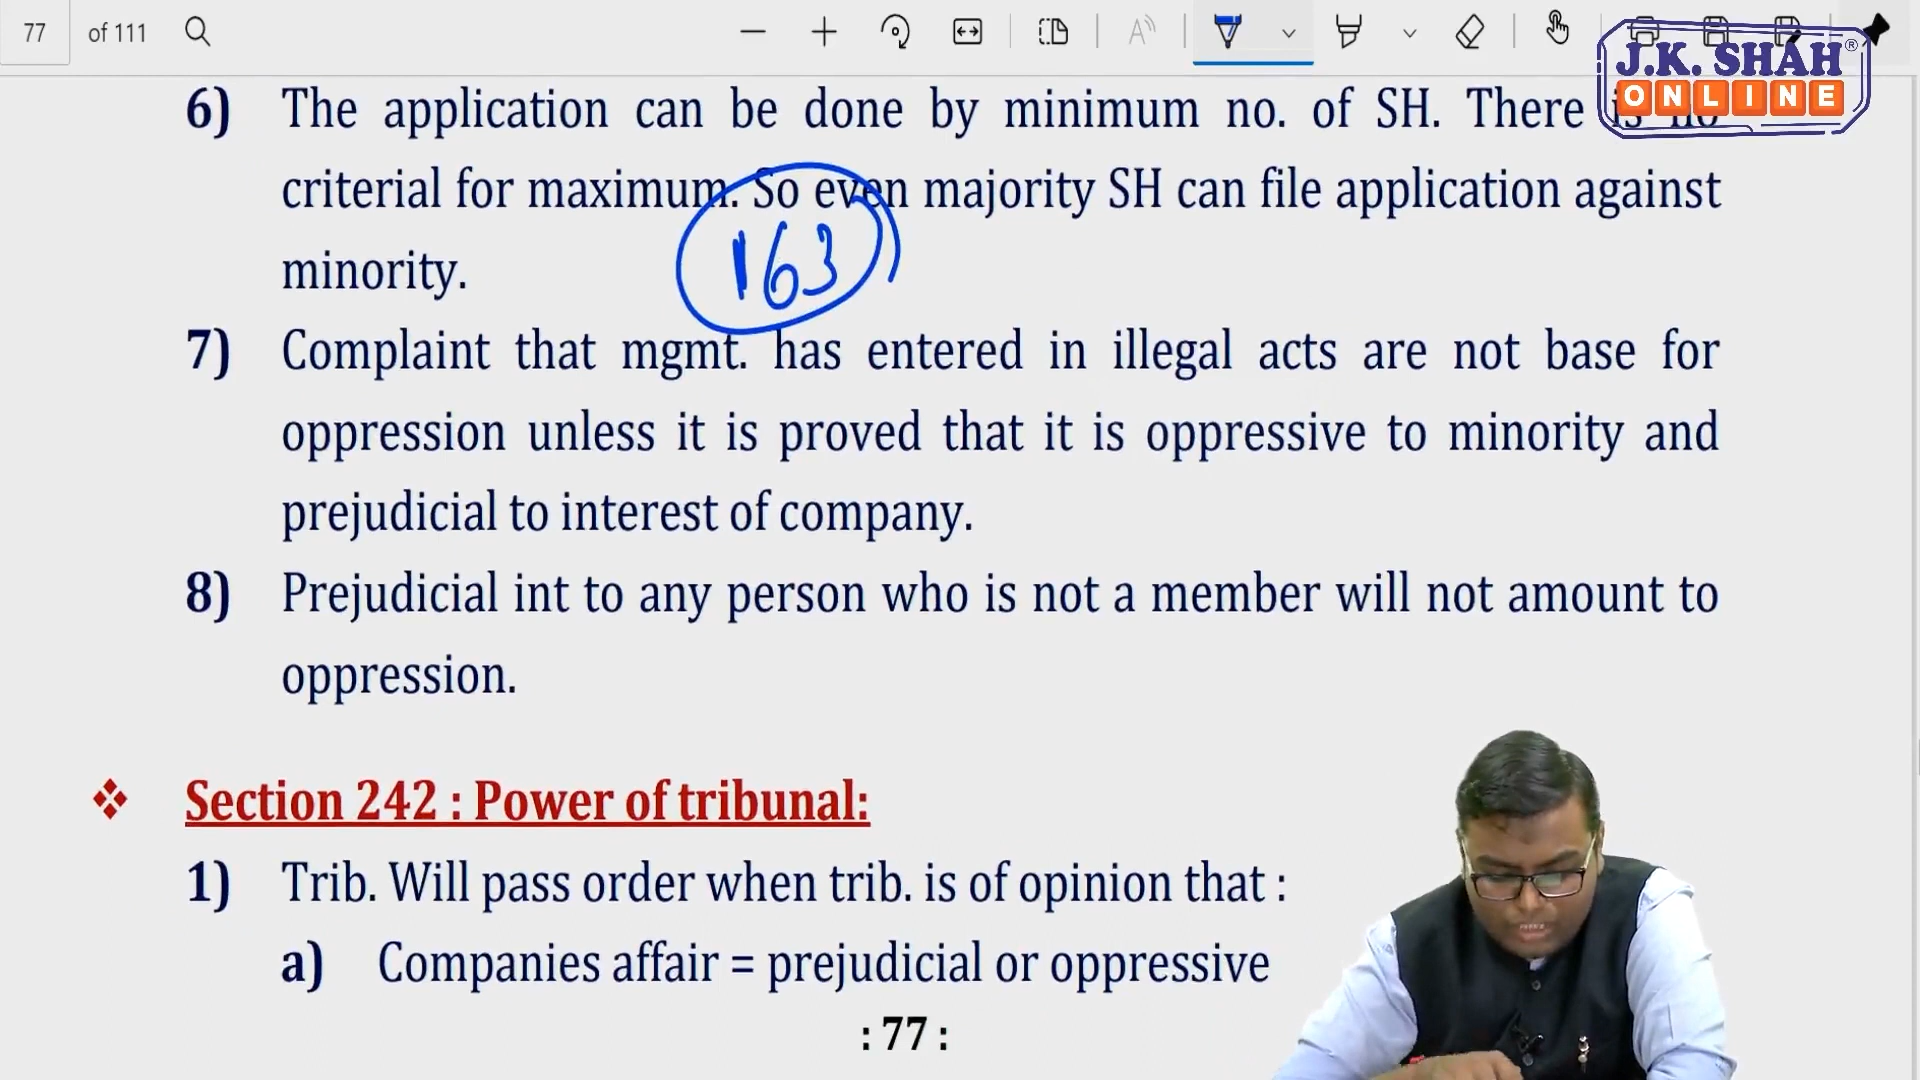 77 of 111
J.K. SHAH®
ONLINE
6) The application can be done by minimum no. of SH. There is no
criterial for maximum. So even majority SH can file application against
minority.
163
7) Complaint that mgmt. has entered in illegal acts are not base for
oppression unless it is proved that it is oppressive to minority and
prejudicial to interest of company.
8) Prejudicial int to any person who is not a member will not amount to
oppression.
❖ Section 242 : Power of tribunal:
1) Trib. Will pass order when trib. is of opinion that :
a) Companies affair = prejudicial or oppressive
: 77 :